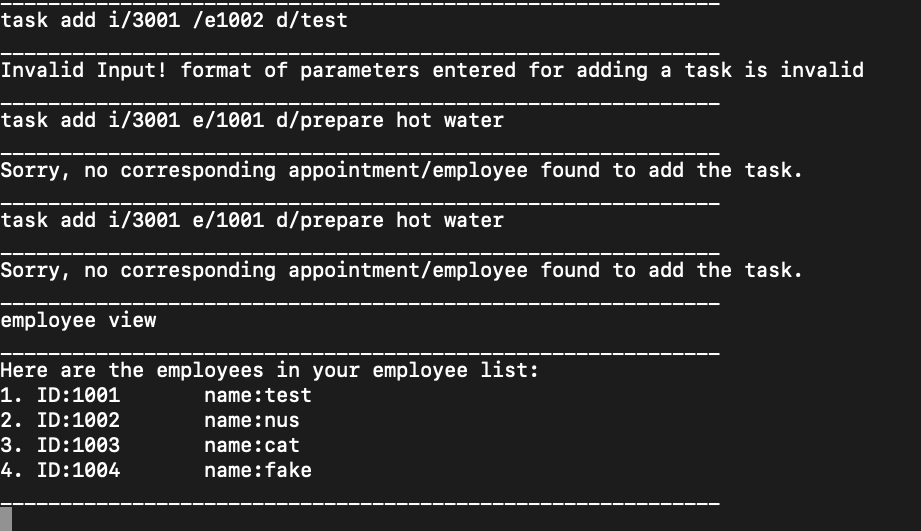 ____________________________________________________________
task add i/3001 /e1002 d/test
____________________________________________________________
Invalid Input! format of parameters entered for adding a task is invalid
____________________________________________________________
task add i/3001 e/1001 d/prepare hot water
____________________________________________________________
Sorry, no corresponding appointment/employee found to add the task.
____________________________________________________________
task add i/3001 e/1001 d/prepare hot water
____________________________________________________________
Sorry, no corresponding appointment/employee found to add the task.
____________________________________________________________
employee view
____________________________________________________________
Here are the employees in your employee list:
1. ID:1001       name:test
2. ID:1002       name:nus
3. ID:1003       name:cat
4. ID:1004       name:fake
____________________________________________________________